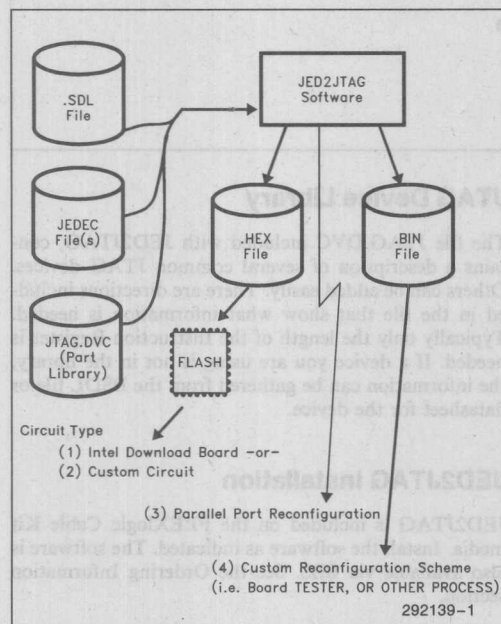 .SDL
File
JED2JTAG
Software
JEDEC
File(s)
.HEX
File
.BIN
File
JTAG.DVC
(Part
Library)
FLASH
Circuit Type
(1) Intel Download Board -or-
(2) Custom Circuit
(3) Parallel Port Reconfiguration
(4) Custom Reconfiguration Scheme
(i.e. Board TESTER, OR OTHER PROCESS)
292139-1